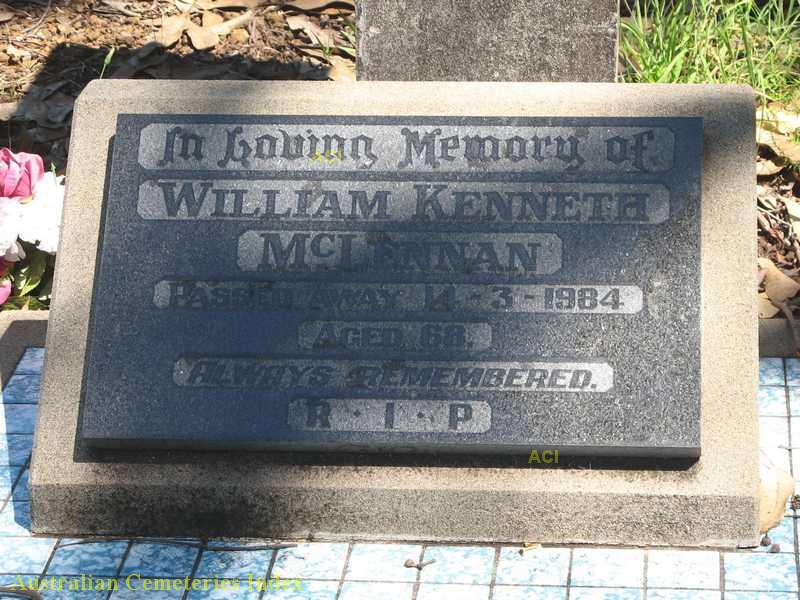 In Loving Memory of
ACI
WILLIAM KENNETH
McLENNAN
PASSED AWAY 14-3-1984
AGED 68.
ALWAYS REMEMBERED.
R·I·P
ACI
Australian Cemeteries Index